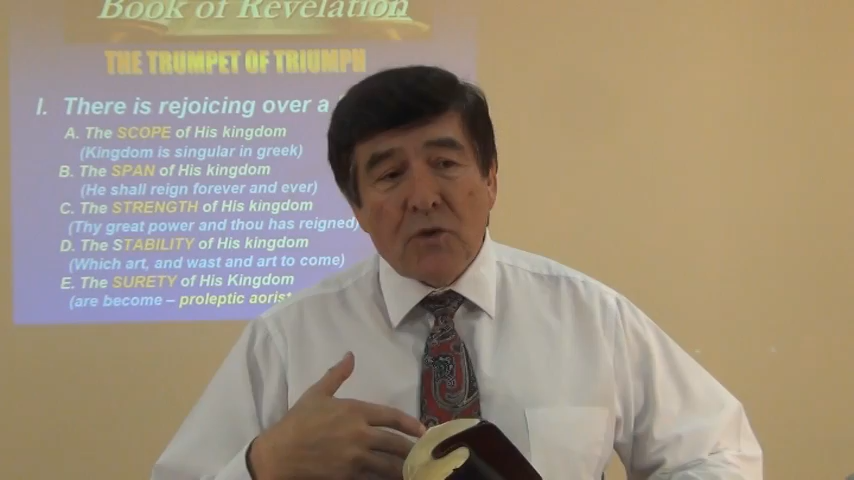 Book of Revelation
THE TRUMPET OF TRIUMPH
I. There is rejoicing over a
A. The SCOPE of His kingdom
(Kingdom is singular in greek)
B. The SPAN of His kingdom
(He shall reign forever and ever)
C. The STRENGTH of His kingdom
(Thy great power and thou has reigned)
D. The STABILITY of His kingdom
(Which art, and wast and art to come)
E. The SURETY of His Kingdom
(are become – proleptic aorist